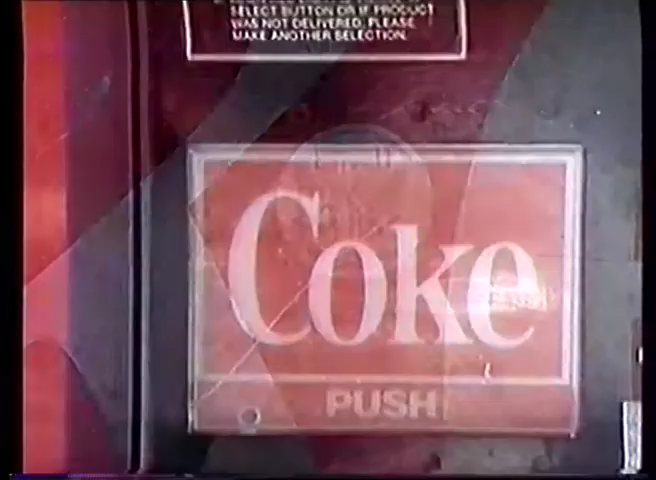 SELECT BUTTON OR IF PRODUCT
WAS NOT DELIVERED, PLEASE
MAKE ANOTHER SELECTION.
Coke
PUSH